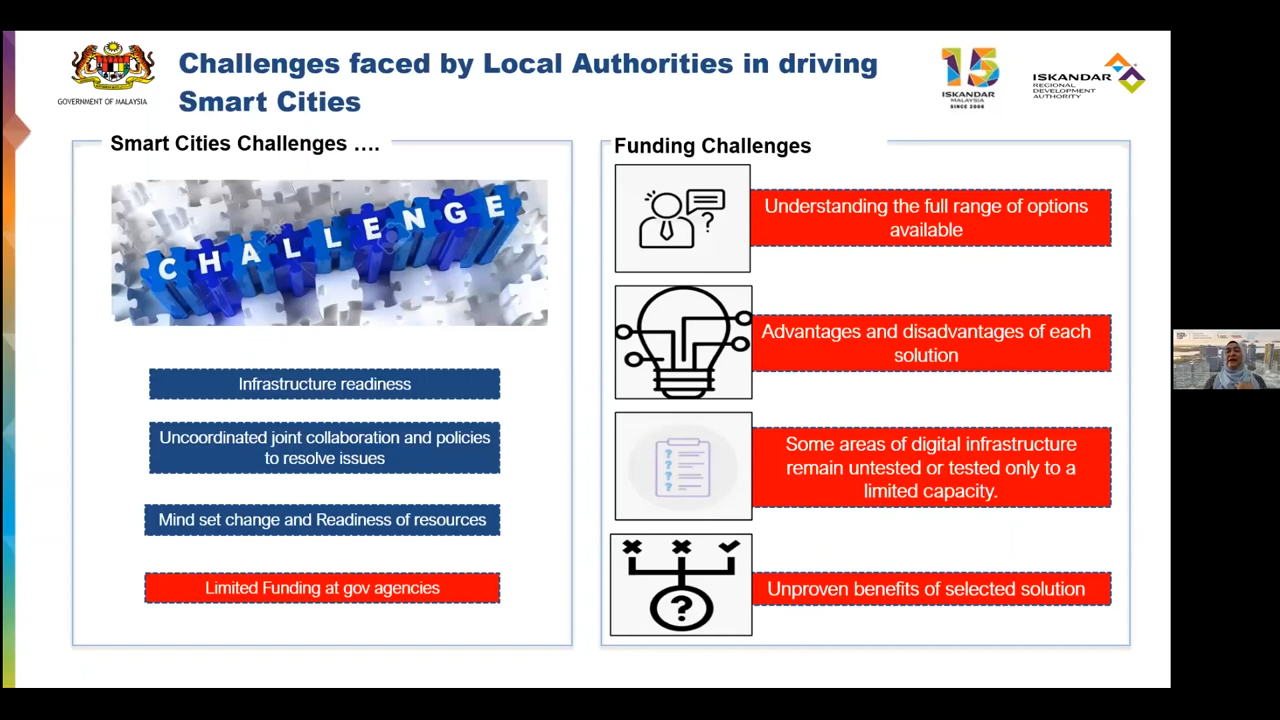 GOVERNMENT OF MALAYSIA
Challenges faced by Local Authorities in driving
Smart Cities
15
ISKANDAR
MALAYSIA
SINCE 2006
ISKANDAR
REGIONAL
DEVELOPMENT
AUTHORITY
Smart Cities Challenges ....
CHALLENGE
Infrastructure readiness
Uncoordinated joint collaboration and policies
to resolve issues
Mind set change and Readiness of resources
Limited Funding at gov agencies
Funding Challenges
?
Understanding the full range of options
available
Advantages and disadvantages of each
solution
?
?
?
?
Some areas of digital infrastructure
remain untested or tested only to a
limited capacity.
?
Unproven benefits of selected solution